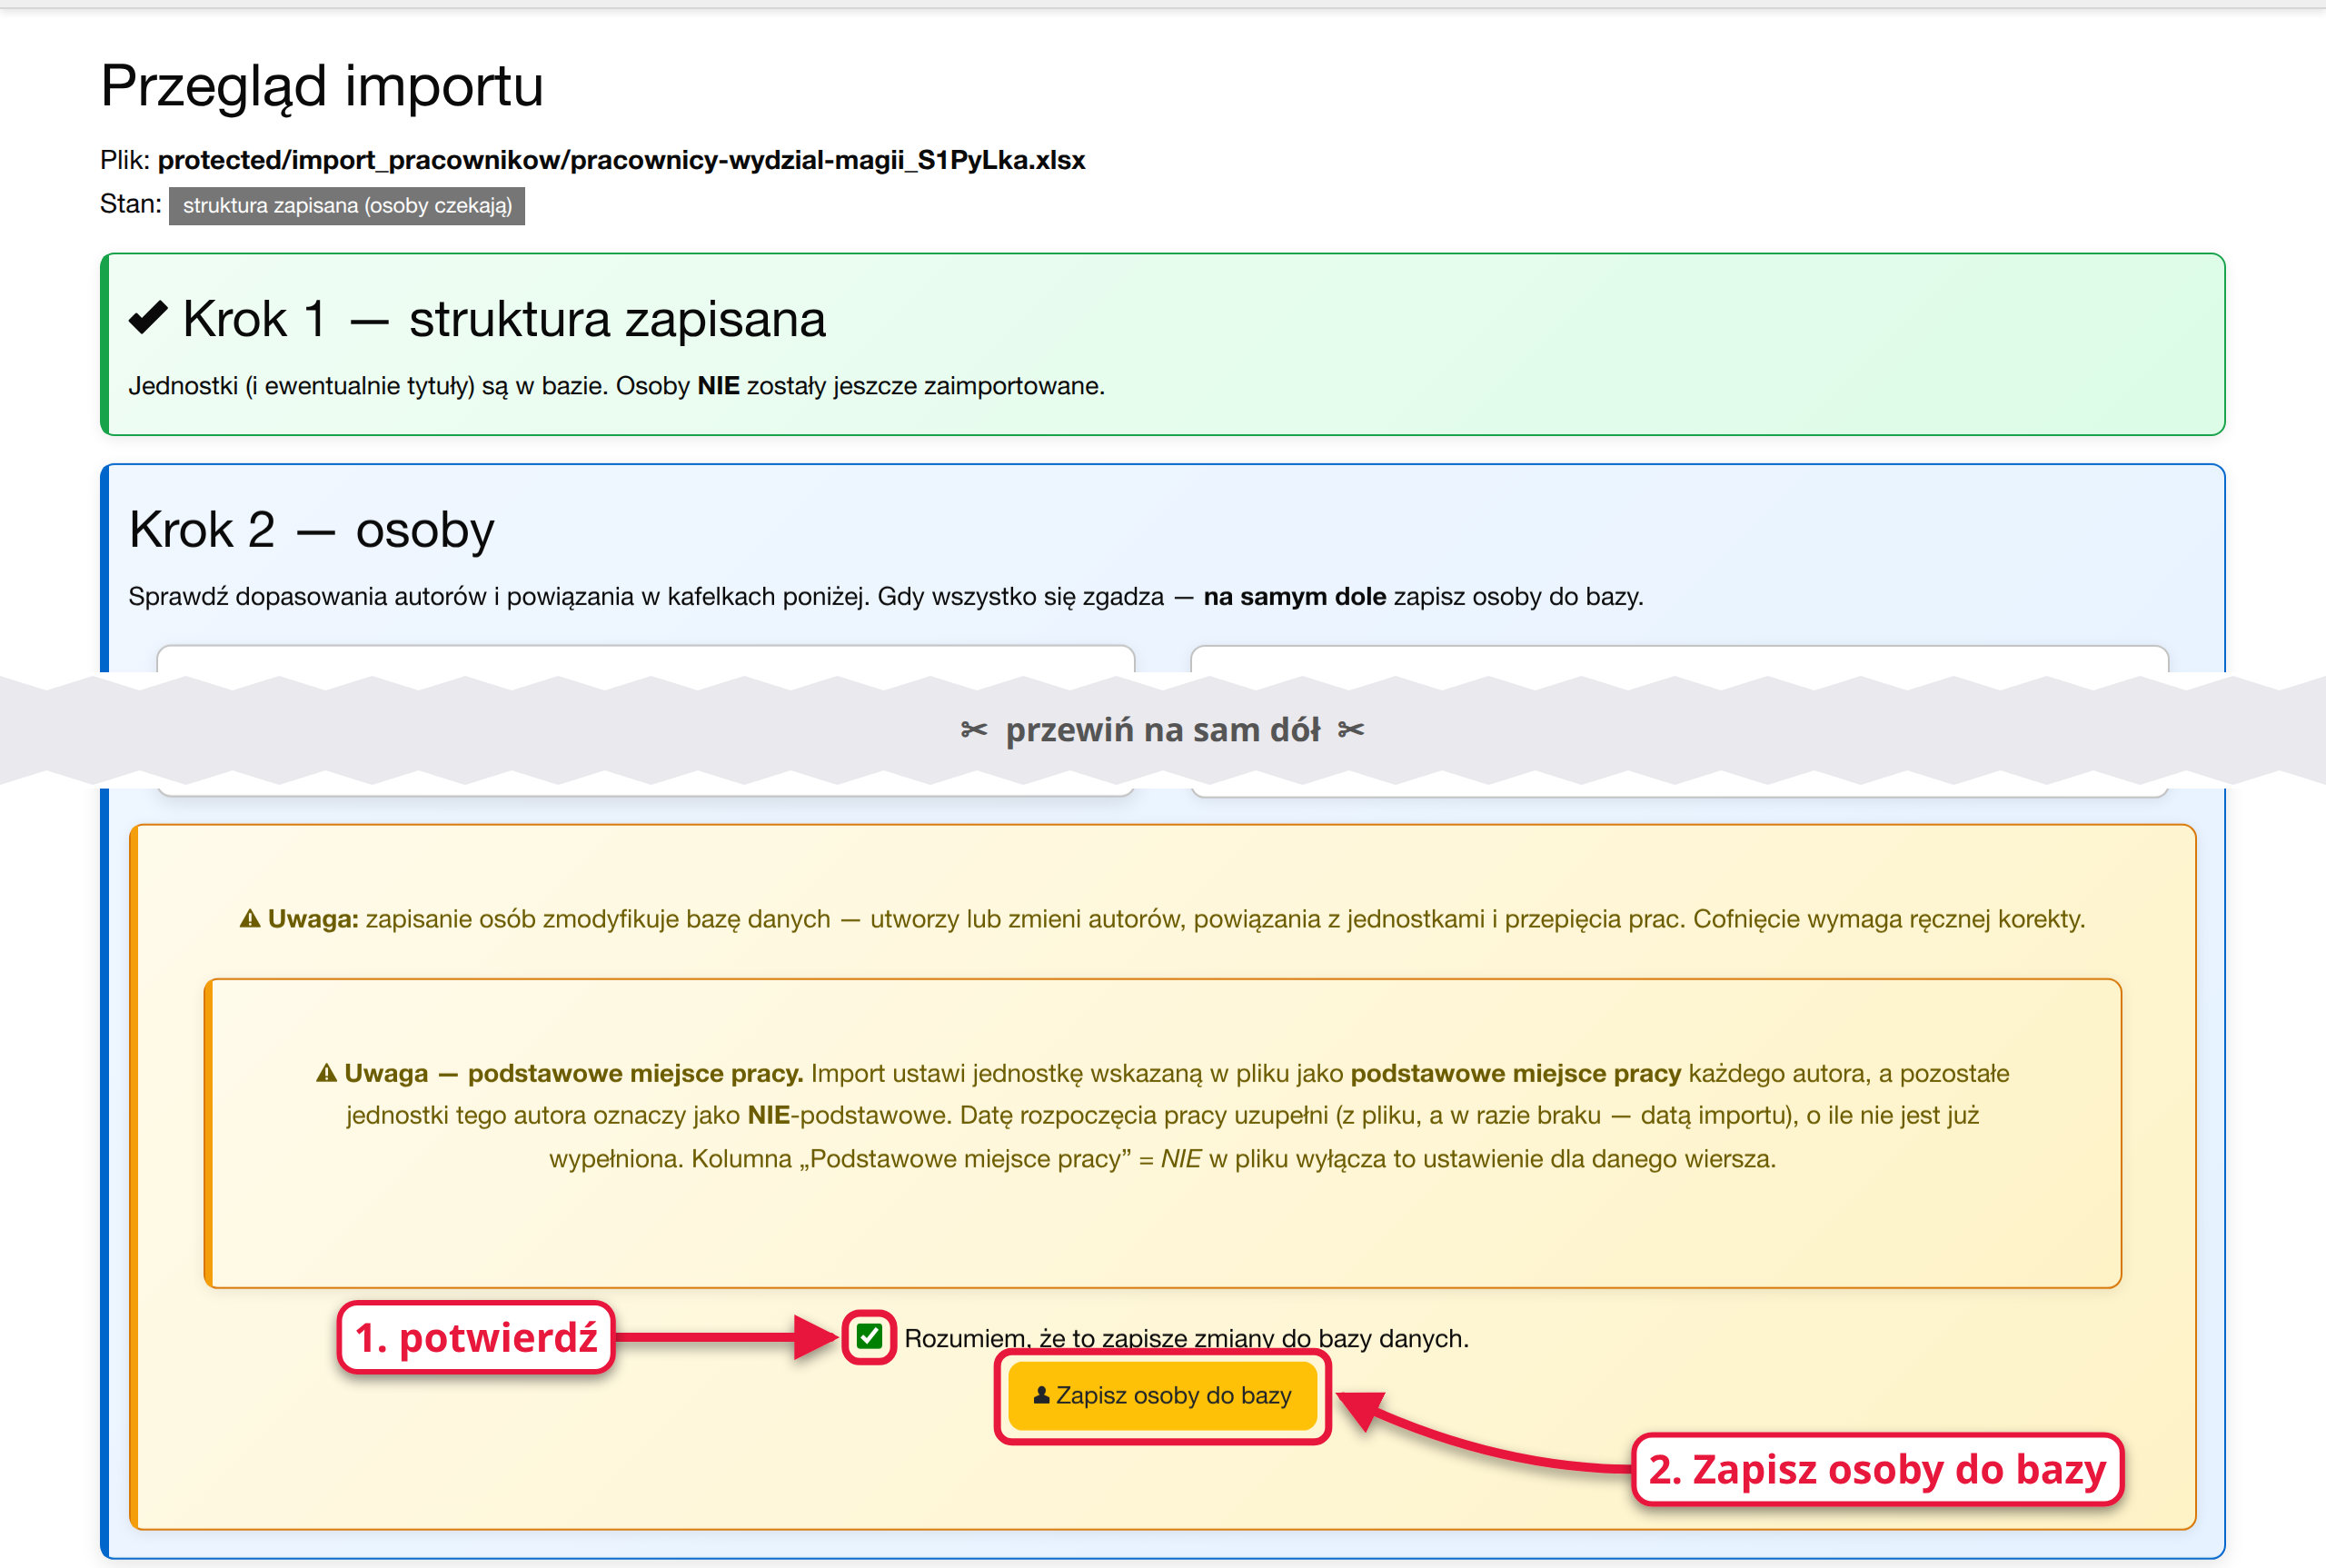 Przegląd importu
Plik: protected/import_pracownikow/pracownicy-wydzial-magii_S1PyLka.xlsx
Stan: struktura zapisana (osoby czekają)
✔ Krok 1 — struktura zapisana
Jednostki (i ewentualnie tytuły) są w bazie. Osoby NIE zostały jeszcze zaimportowane.
Krok 2 — osoby
Sprawdź dopasowania autorów i powiązania w kafelkach poniżej. Gdy wszystko się zgadza — na samym dole zapisz osoby do bazy.
✂ przewiń na sam dół ✂
⚠ Uwaga: zapisanie osób zmodyfikuje bazę danych — utworzy lub zmieni autorów, powiązania z jednostkami i przepięcia prac. Cofnięcie wymaga ręcznej korekty.
⚠ Uwaga — podstawowe miejsce pracy. Import ustawi jednostkę wskazaną w pliku jako podstawowe miejsce pracy każdego autora, a pozostałe
jednostki tego autora oznaczy jako NIE-podstawowe. Datę rozpoczęcia pracy uzupełni (z pliku, a w razie braku — datą importu), o ile nie jest już
wypełniona. Kolumna „Podstawowe miejsce pracy” = NIE w pliku wyłącza to ustawienie dla danego wiersza.
1. potwierdź
Rozumiem, że to zapisze zmiany do bazy danych.
Zapisz osoby do bazy
2. Zapisz osoby do bazy